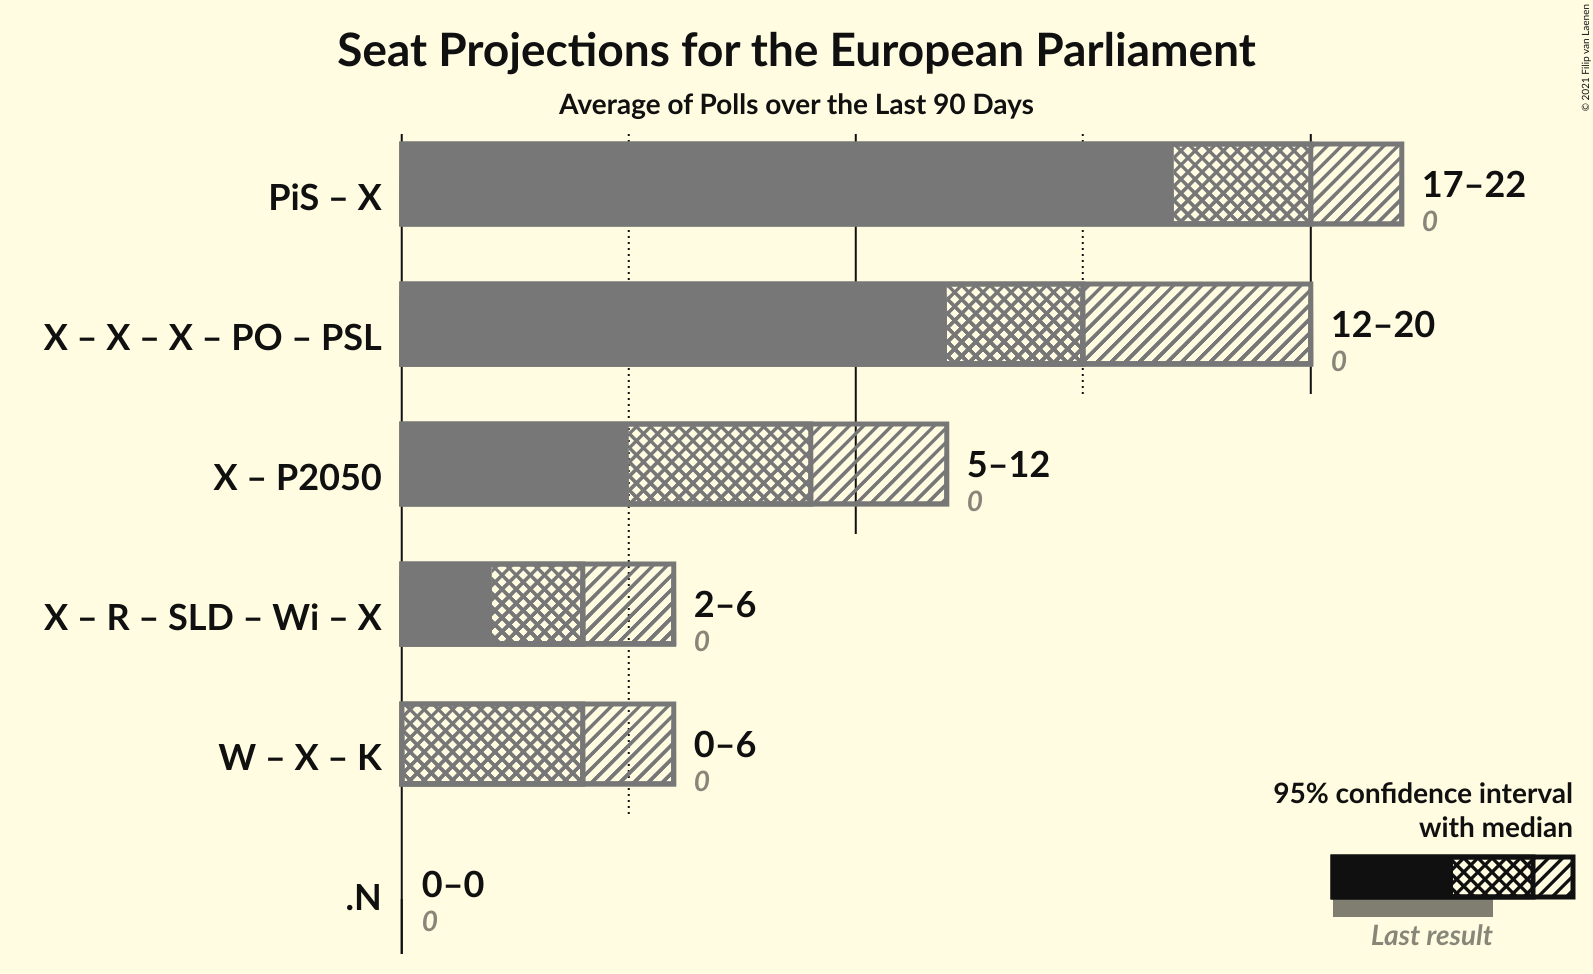 Seat Projections for the European Parliament
Average of Polls over the Last 90 Days
© 2021 Filip van Laenen
PiS – X
17–22
0
X – X – X – PO – PSL
12–20
0
X – P2050
5–12
0
X – R – SLD – Wi – X
2–6
0
W – X – K
0–6
0
.N
0–0
0
95% confidence interval
with median
Last result